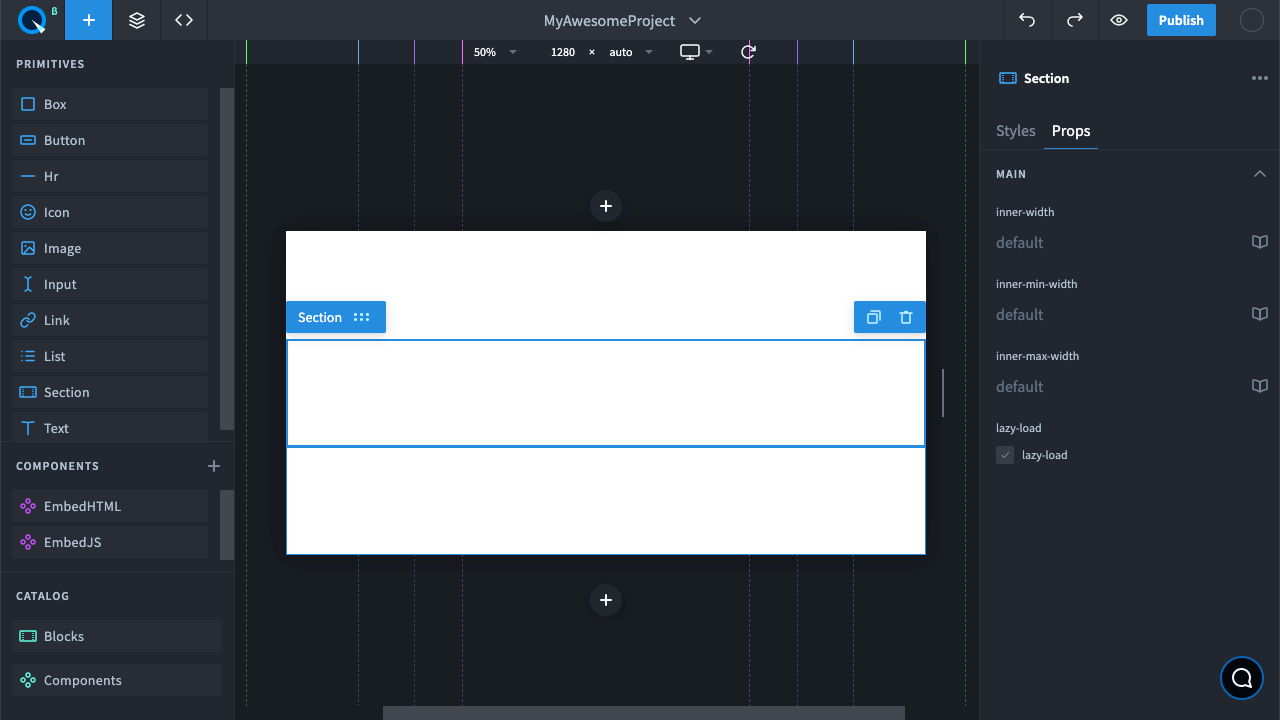 β
MyAwesomeProject
Publish
PRIMITIVES
Box
Button
Hr
Icon
Image
Input
Link
List
Section
Text
COMPONENTS
EmbedHTML
EmbedJS
CATALOG
Blocks
Components
50%
1280 × auto
Section
Section
Styles Props
MAIN
inner-width
default
inner-min-width
default
inner-max-width
default
lazy-load
lazy-load